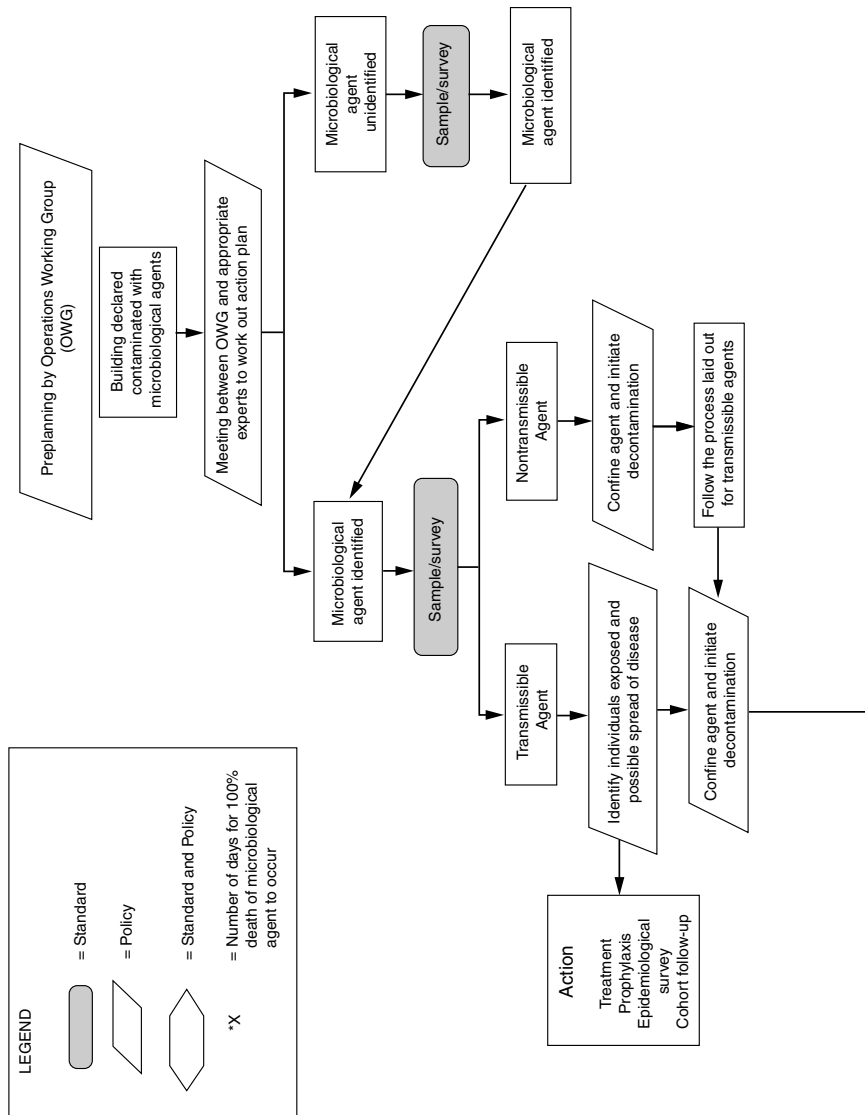 Preplanning by Operations Working Group
(OWG)
Building declared
contaminated with
microbiological agents
Meeting between OWG and appropriate
experts to work out action plan
Microbiological
agent identified
Microbiological
agent
unidentified
Sample/survey
Microbiological
agent identified
Sample/survey
Transmissible
Agent
Nontransmissible
Agent
Identify individuals exposed and
possible spread of disease
Confine agent and initiate
decontamination
Action
Treatment
Prophylaxis
Epidemiological
survey
Cohort follow-up
Confine agent and initiate
decontamination
Follow the process laid out
for transmissible agents
LEGEND
= Standard
= Policy
= Standard and Policy
*X
= Number of days for 100%
death of microbiological
agent to occur